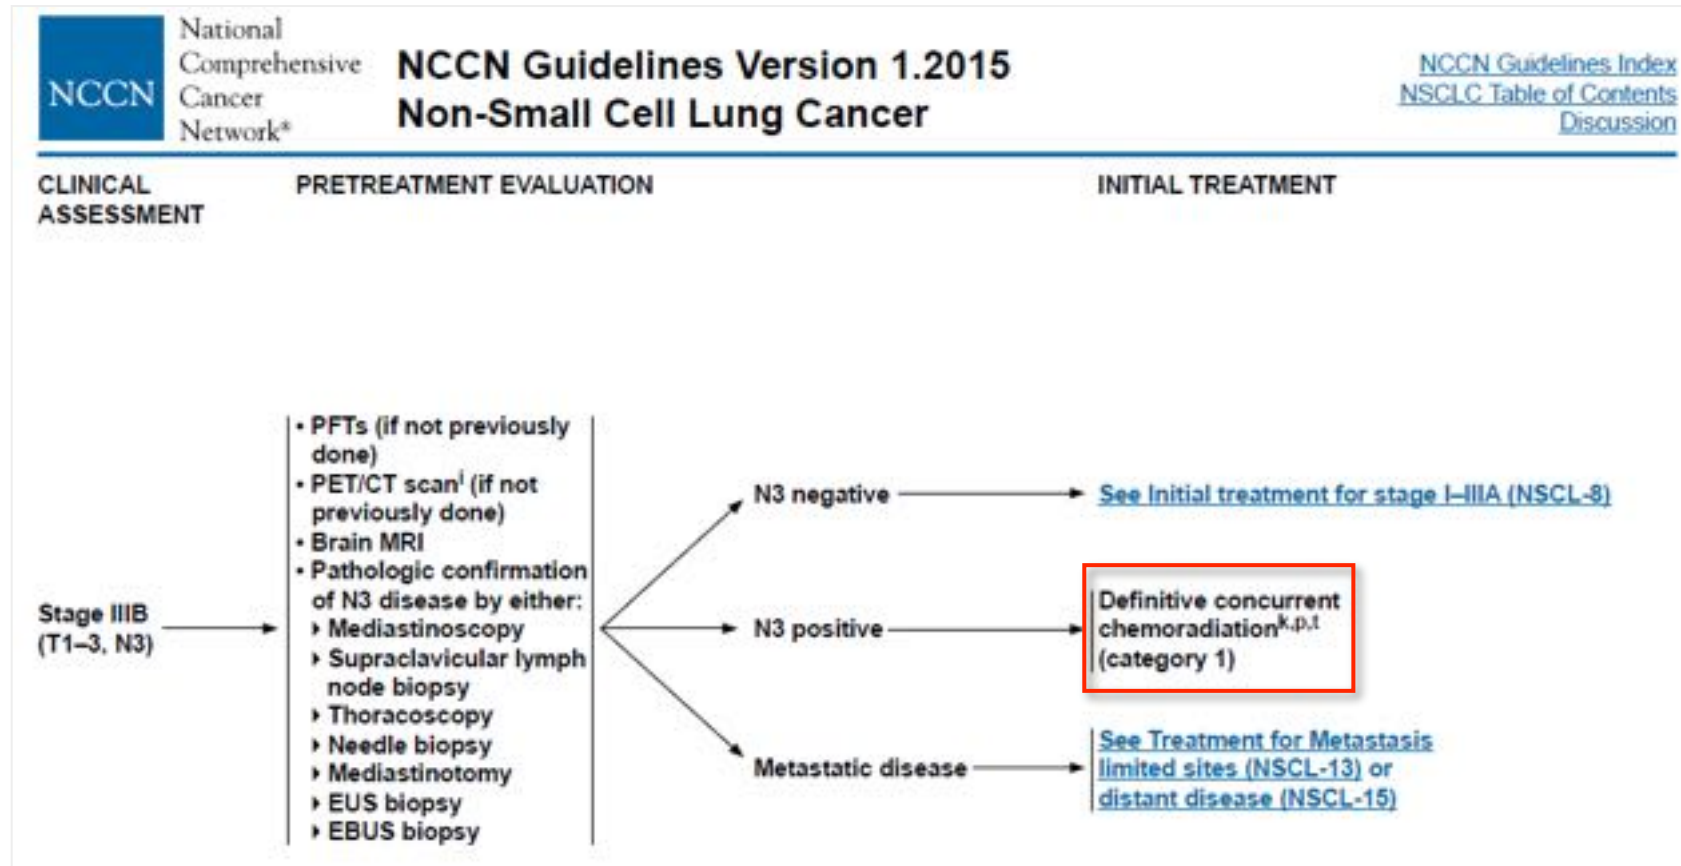 NCCN
National
Comprehensive
Cancer
Network®
NCCN Guidelines Version 1.2015
Non-Small Cell Lung Cancer
NCCN Guidelines Index
NSCLC Table of Contents
Discussion
CLINICAL
ASSESSMENT
PRETREATMENT EVALUATION
INITIAL TREATMENT
Stage IIIB
(T1–3, N3)
• PFTs (if not previously
done)
• PET/CT scanⁱ (if not
previously done)
• Brain MRI
• Pathologic confirmation
of N3 disease by either:
‣ Mediastinoscopy
‣ Supraclavicular lymph
node biopsy
‣ Thoracoscopy
‣ Needle biopsy
‣ Mediastinotomy
‣ EUS biopsy
‣ EBUS biopsy
N3 negative
See Initial treatment for stage I–IIIA (NSCL-8)
N3 positive
Definitive concurrent
chemoradiationᵏ,ᵖ,ᵗ
(category 1)
Metastatic disease
See Treatment for Metastasis
limited sites (NSCL-13) or
distant disease (NSCL-15)